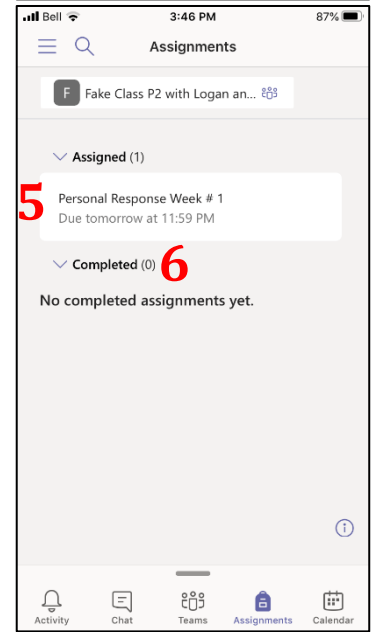 Bell 3:46 PM 87%
Assignments
F Fake Class P2 with Logan an...
Assigned (1)
5 Personal Response Week # 1
Due tomorrow at 11:59 PM
Completed (0) 6
No completed assignments yet.
Activity Chat Teams Assignments Calendar